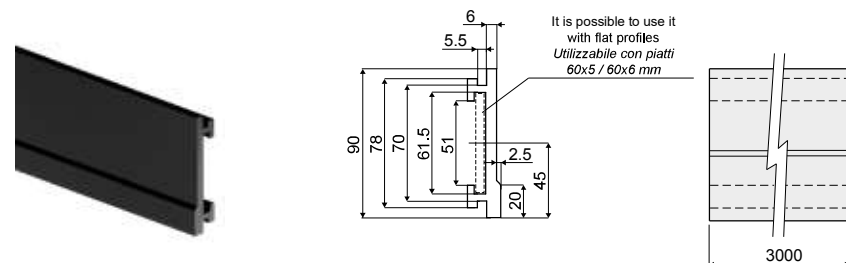 6
5.5
It is possible to use it
with flat profiles
Utilizzabile con piatti
60x5 / 60x6 mm
90
78
70
61.5
51
2.5
45
20
3000